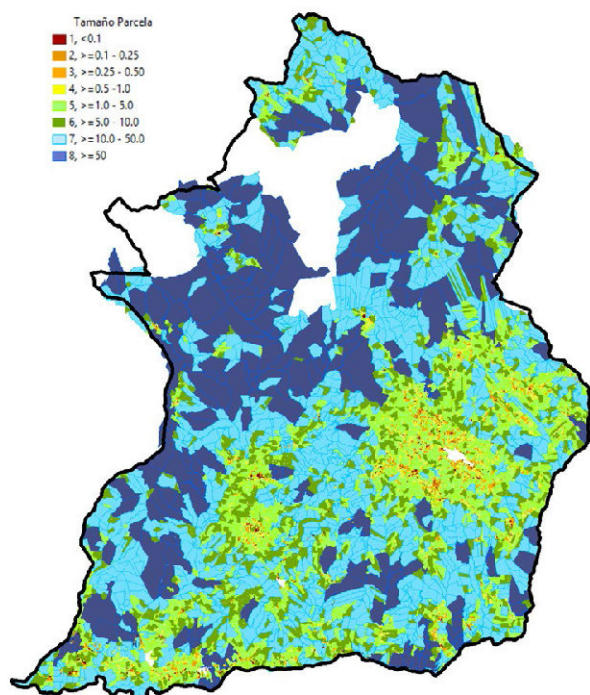 Tamaño Parcela
1, <0.1
2, >=0.1 - 0.25
3, >=0.25 - 0.50
4, >=0.5 -1.0
5, >=1.0 - 5.0
6, >=5.0 - 10.0
7, >=10.0 - 50.0
8, >=50